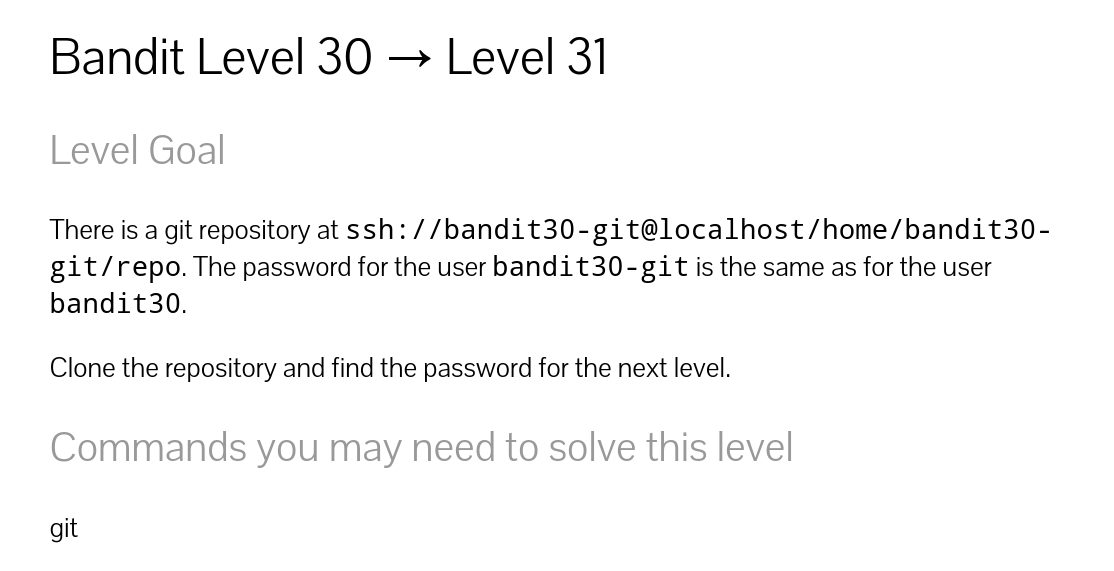 Bandit Level 30 → Level 31
Level Goal
There is a git repository at ssh://bandit30-git@localhost/home/bandit30-
git/repo. The password for the user bandit30-git is the same as for the user
bandit30.
Clone the repository and find the password for the next level.
Commands you may need to solve this level
git